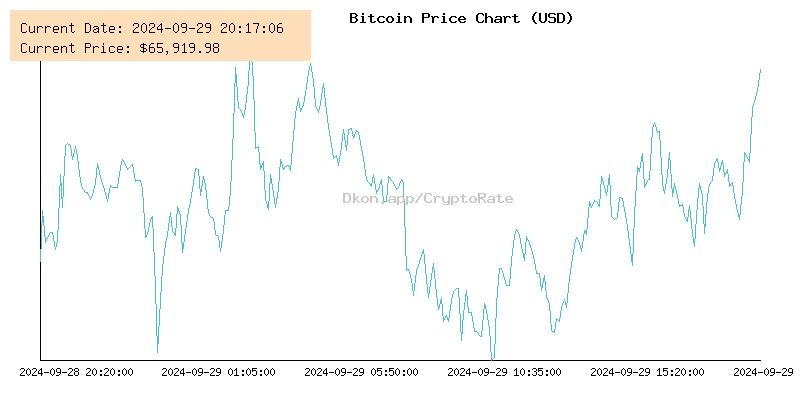 Bitcoin Price Chart (USD)
Current Date: 2024-09-29 20:17:06
Current Price: $65,919.98
Dkon.app/CryptoRate
2024-09-28 20:20:00 2024-09-29 01:05:00 2024-09-29 05:50:00 2024-09-29 10:35:00 2024-09-29 15:20:00 2024-09-29